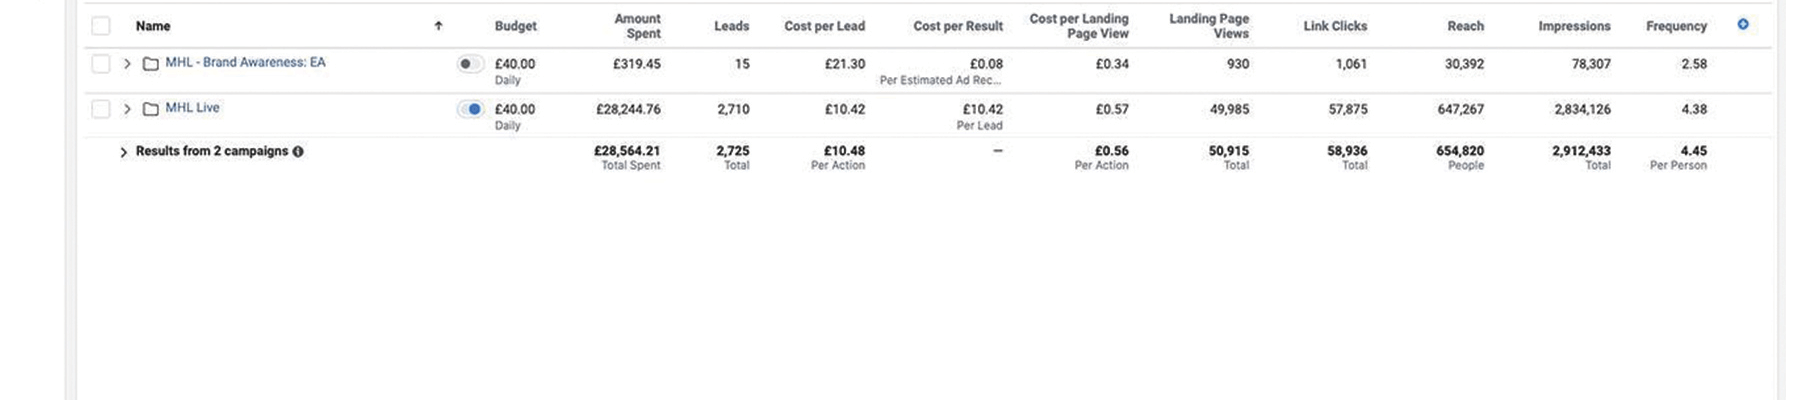 Name Budget Amount Spent Leads Cost per Lead Cost per Result Cost per Landing Page View Landing Page Views Link Clicks Reach Impressions Frequency
MHL - Brand Awareness: EA £40.00 £319.45 15 £21.30 £0.08 £0.34 930 1,061 30,392 78,307 2.58
Daily Per Estimated Ad Rec...
MHL Live £40.00 £28,244.76 2,710 £10.42 £10.42 £0.57 49,985 57,875 647,267 2,834,126 4.38
Daily Per Lead
Results from 2 campaigns £28,564.21 2,725 £10.48 — £0.56 50,915 58,936 654,820 2,912,433 4.45
Total Spent Total Per Action Per Action Total Total People Total Per Person